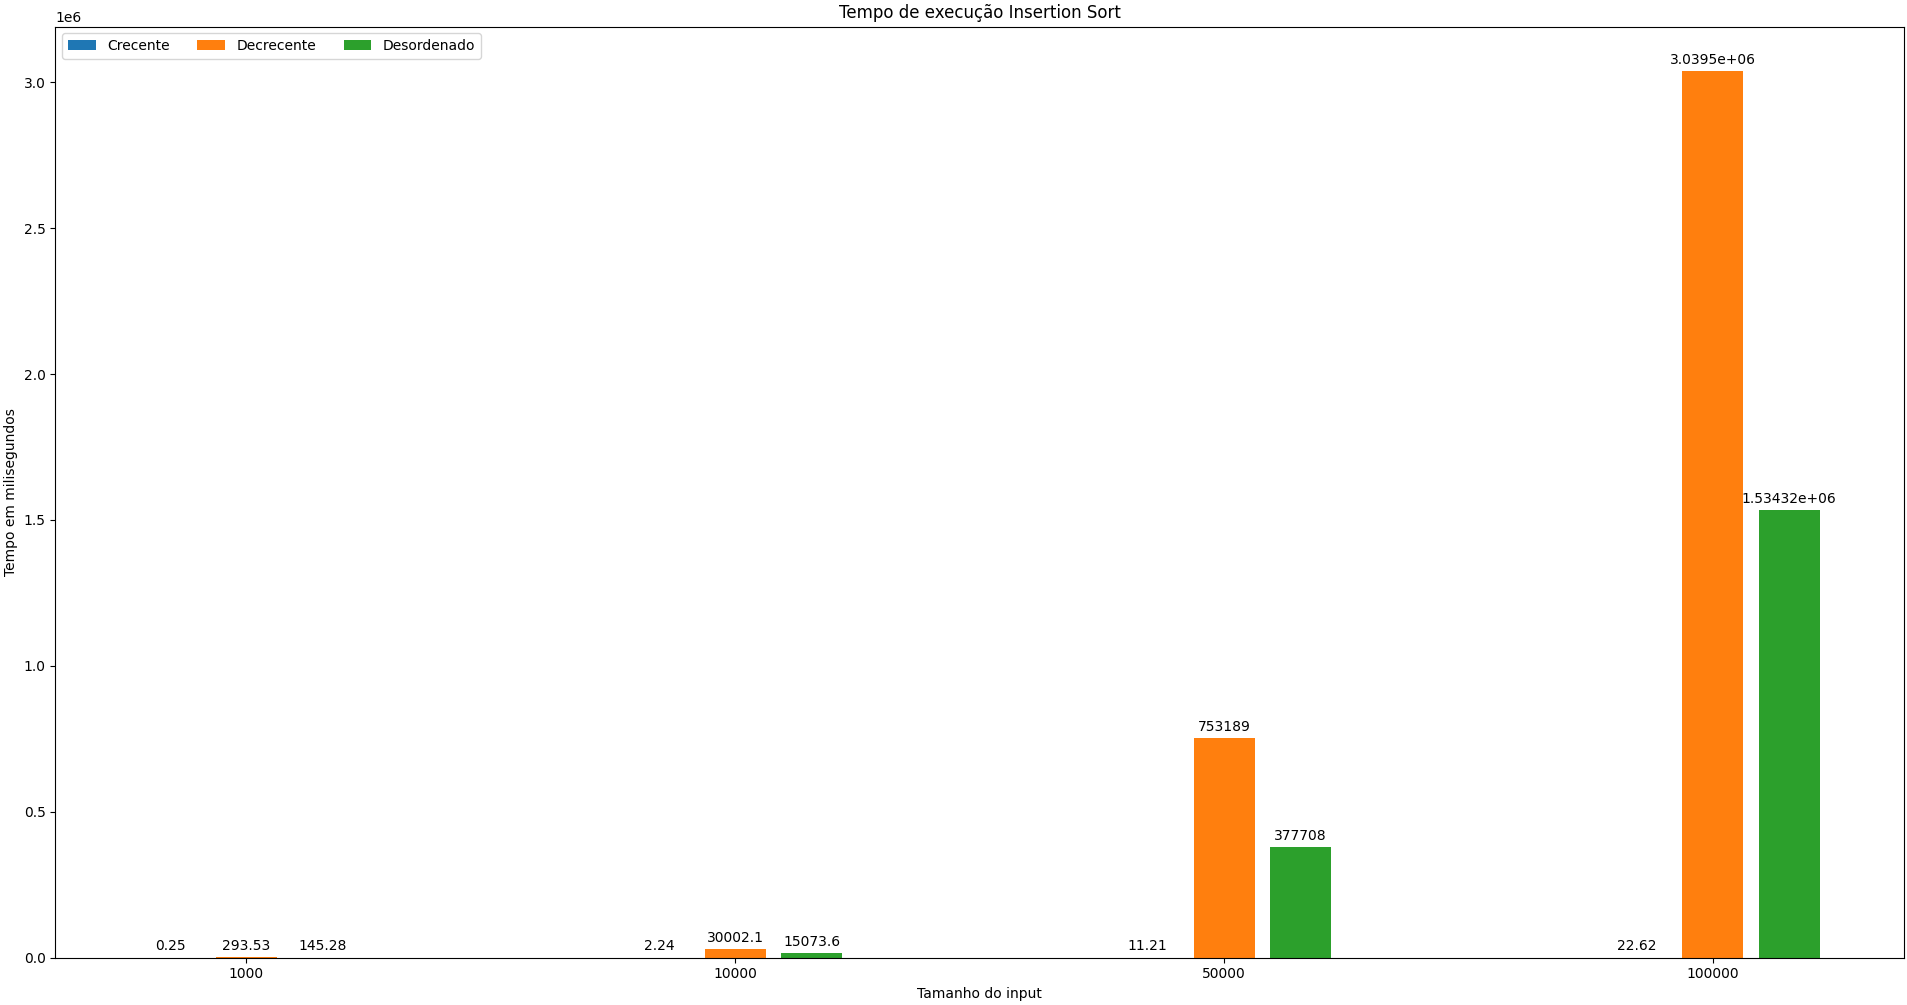 Tempo de execução Insertion Sort
1e6
Crecente Decrecente Desordenado
3.0
2.5
2.0
1.5
1.0
0.5
0.0
Tempo em milisegundos
0.25 293.53 145.28
2.24 30002.1 15073.6
11.21 753189 377708
22.62 3.0395e+06 1.53432e+06
1000 10000 50000 100000
Tamanho do input